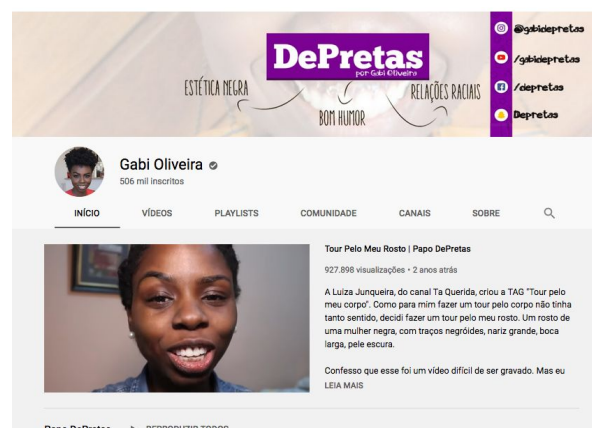 DePretas
por Gabi Oliveira
ESTÉTICA NEGRA
BOM HUMOR
RELAÇÕES RACIAIS
@gabidepretas
/gabidepretas
/depretas
Depretas
Gabi Oliveira
506 mil inscritos
INÍCIO VÍDEOS PLAYLISTS COMUNIDADE CANAIS SOBRE
Tour Pelo Meu Rosto | Papo DePretas
927.898 visualizações • 2 anos atrás
A Luiza Junqueira, do canal Ta Querida, criou a TAG "Tour pelo
meu corpo". Como para mim fazer um tour pelo corpo não tinha
tanto sentido, decidi fazer um tour pelo meu rosto. Um rosto de
uma mulher negra, com traços negróides, nariz grande, boca
larga, pele escura.
Confesso que esse foi um vídeo difícil de ser gravado. Mas eu
LEIA MAIS
Papo DePretas REPRODUZIR TODOS